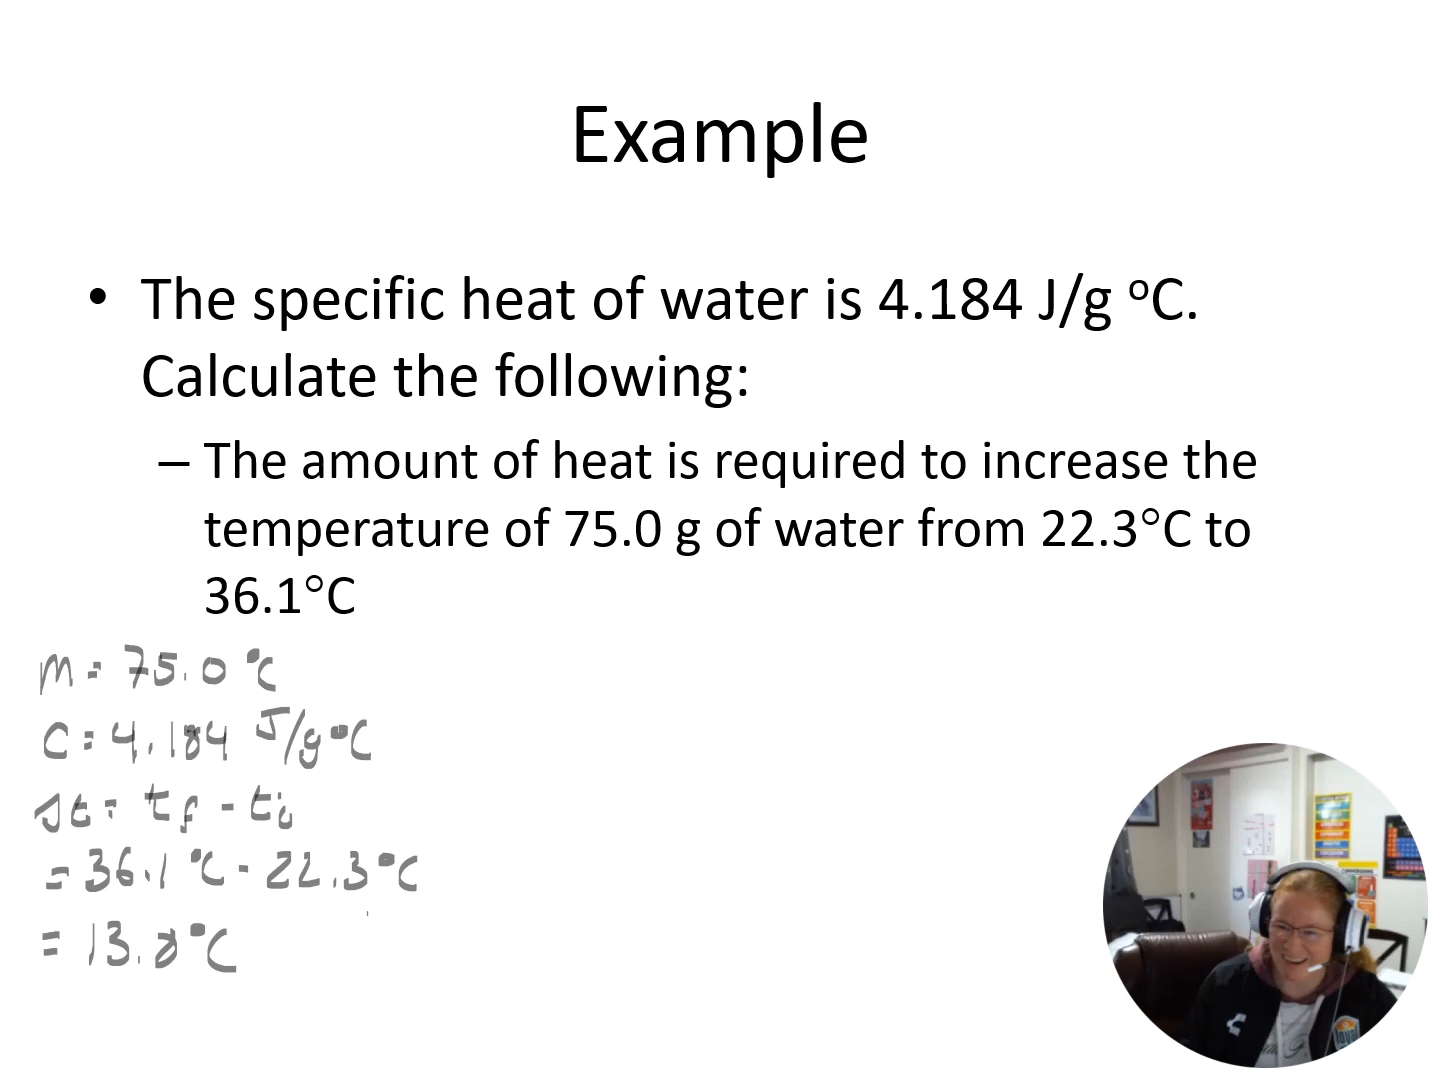 Example
• The specific heat of water is 4.184 J/g ºC.
Calculate the following:
– The amount of heat is required to increase the
temperature of 75.0 g of water from 22.3°C to
36.1°C
m = 75.0 °C
C = 4.184 J/g°C
Δt = tf - ti
= 36.1 °C - 22.3 °C
= 13.8 °C